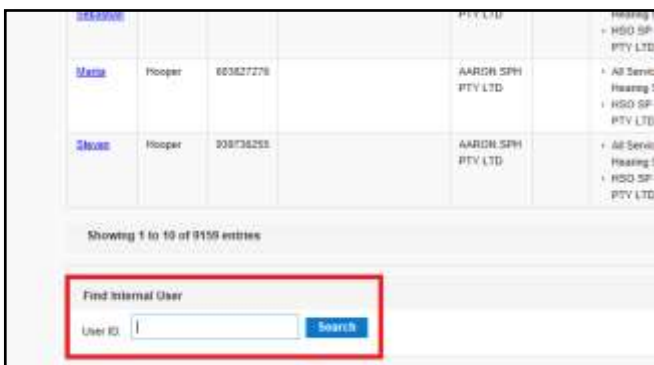 PTY LTD
Hearing
HSO SP
PTY LTD
Hooper
AARON SPH
All Servic
PTY LTD
Hearing S
HSO SP
PTY LTD
Steven Hooper
AARON SPH
All Servic
PTY LTD
Hearing S
HSO SP
PTY LTD
Showing 1 to 10 of 9159 entries
Find Internal User
User ID: Search